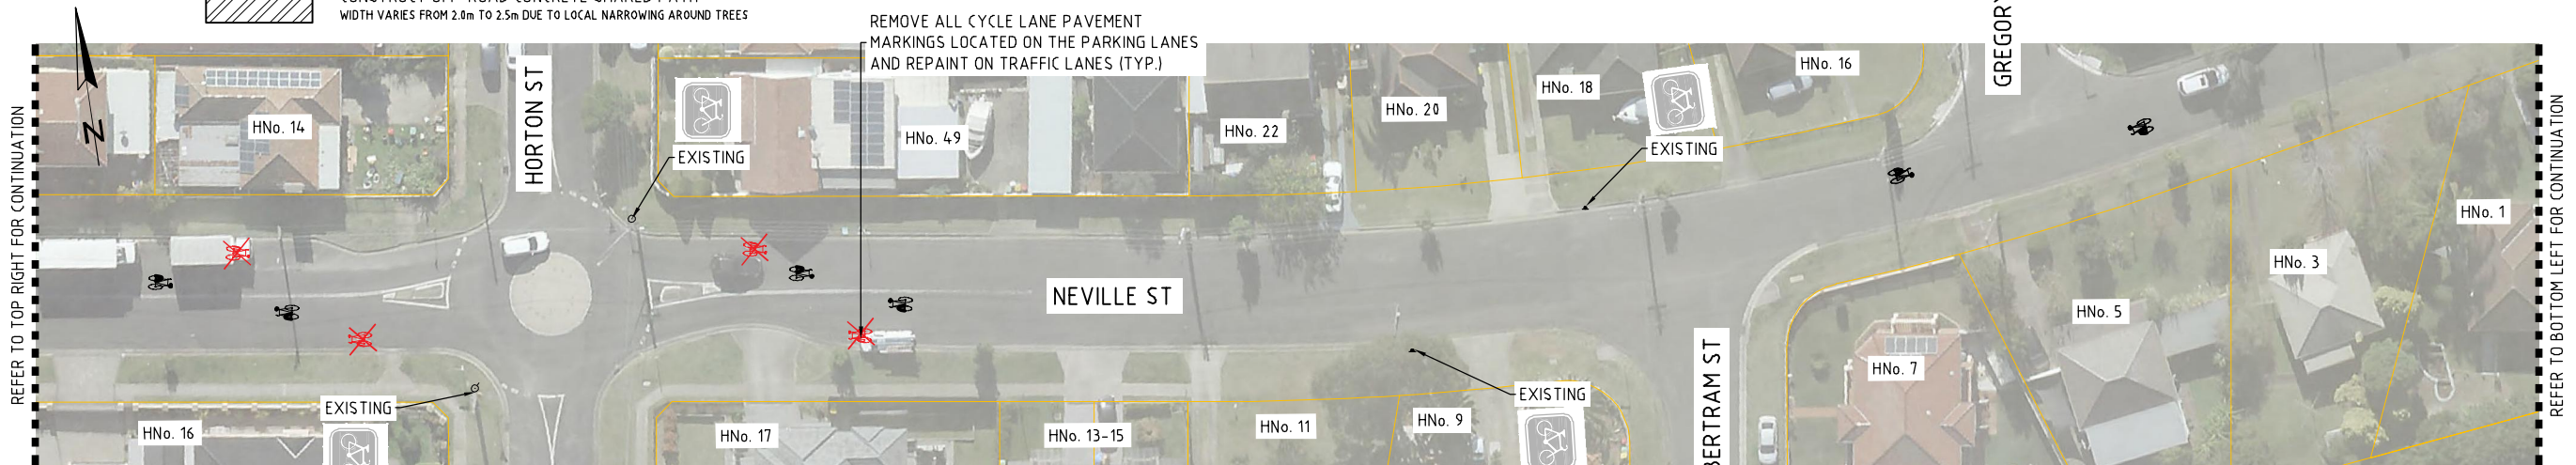 WIDTH VARIES FROM 2.0m TO 2.5m DUE TO LOCAL NARROWING AROUND TREES
REMOVE ALL CYCLE LANE PAVEMENT
MARKINGS LOCATED ON THE PARKING LANES
AND REPAINT ON TRAFFIC LANES (TYP.)
GREGORY
N
HORTON ST
HNo. 14
HNo. 49
EXISTING
HNo. 22
HNo. 20
HNo. 18
HNo. 16
EXISTING
REFER TO TOP RIGHT FOR CONTINUATION
REFER TO BOTTOM LEFT FOR CONTINUATION
HNo. 1
HNo. 3
HNo. 5
NEVILLE ST
HNo. 7
BERTRAM ST
EXISTING
EXISTING
HNo. 16
HNo. 17
HNo. 13-15
HNo. 11
HNo. 9